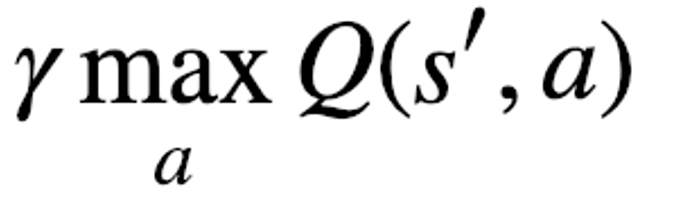 γ max Q(s′, a)
a